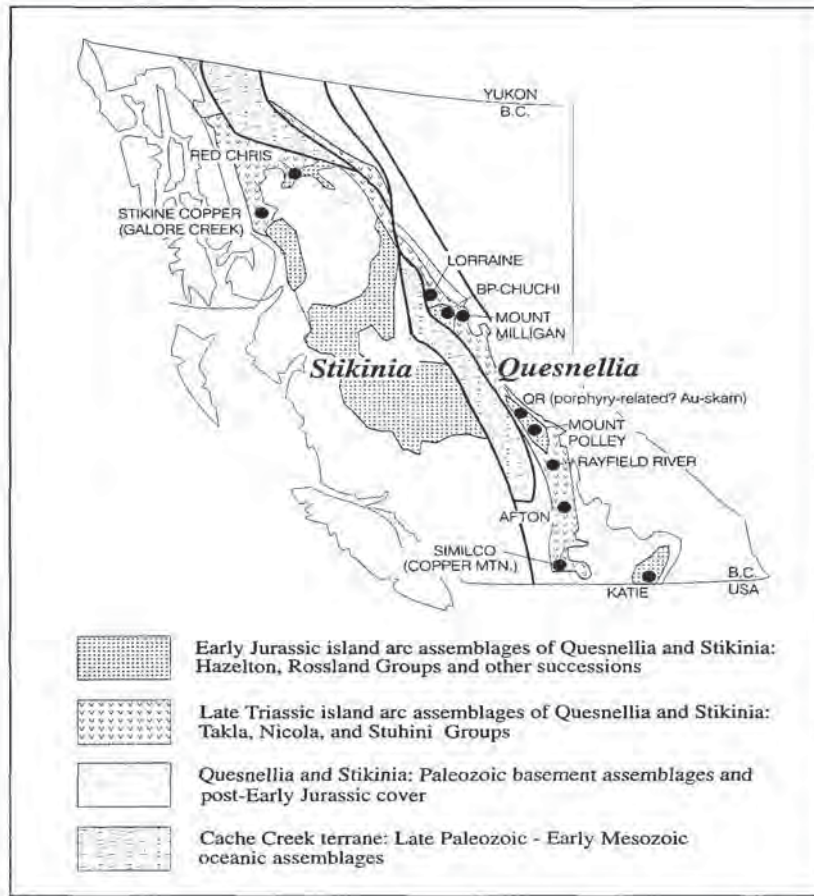 YUKON
B.C.
RED CHRIS
STIKINE COPPER
(GALORE CREEK)
LORRAINE
BP-CHUCHI
MOUNT
MILLIGAN
Stikinia
Quesnellia
QR (porphyry-related? Au-skarn)
MOUNT
POLLEY
RAYFIELD RIVER
AFTON
SIMILCO
(COPPER MTN.)
KATIE
B.C.
USA
Early Jurassic island arc assemblages of Quesnellia and Stikinia:
Hazelton, Rossland Groups and other successions
Late Triassic island arc assemblages of Quesnellia and Stikinia:
Takla, Nicola, and Stuhini Groups
Quesnellia and Stikinia: Paleozoic basement assemblages and
post-Early Jurassic cover
Cache Creek terrane: Late Paleozoic - Early Mesozoic
oceanic assemblages